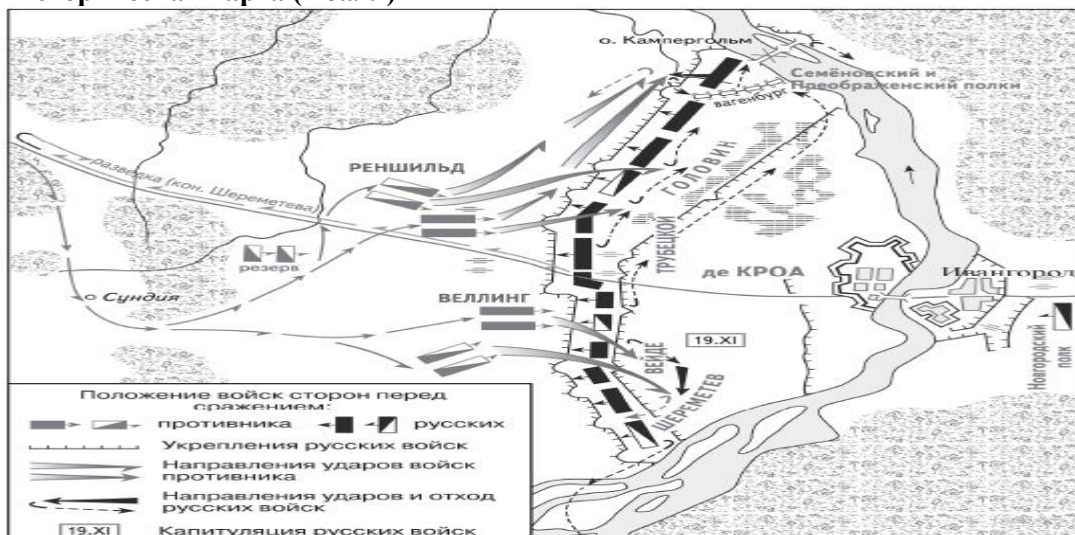 о. Кампергольм
Семёновский и
Преображенский полки
вагенбург
РЕНШИЛЬД
разведка (кон. Шереметева)
ГОЛОВИН
ТРУБЕЦКОЙ
резерв
де КРОА
Ивангород
Сундия
ВЕЛЛИНГ
19.XI
ВЕЙДЕ
ШЕРЕМЕТЕВ
Новгородский
полк
Положение войск сторон перед
сражением:
противника
русских
Укрепления русских войск
Направления ударов войск
противника
Направления ударов и отход
русских войск
19.XI Капитуляция русских войск